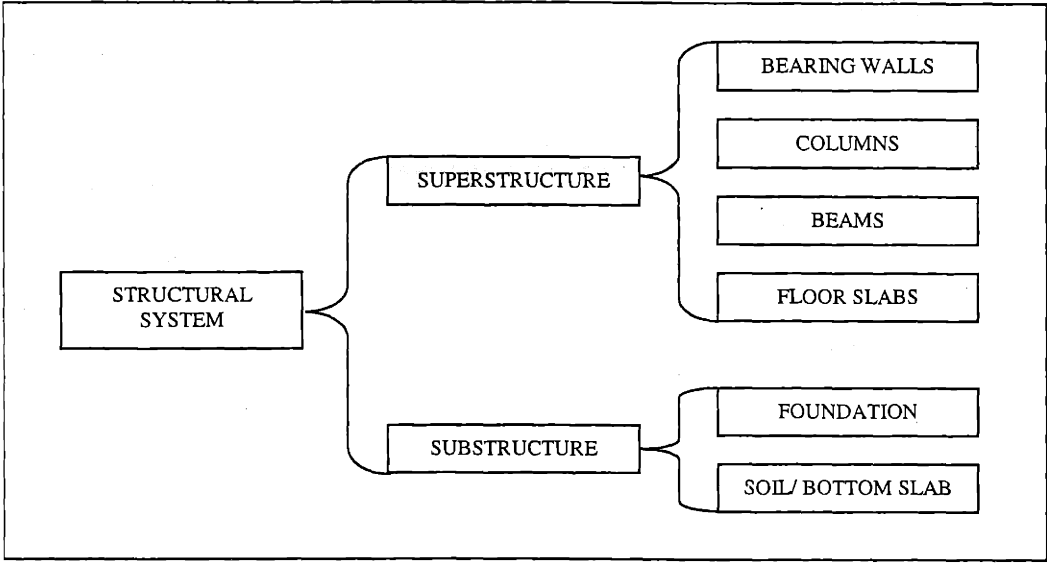 BEARING WALLS
COLUMNS
SUPERSTRUCTURE
BEAMS
STRUCTURAL
SYSTEM
FLOOR SLABS
FOUNDATION
SUBSTRUCTURE
SOIL/ BOTTOM SLAB